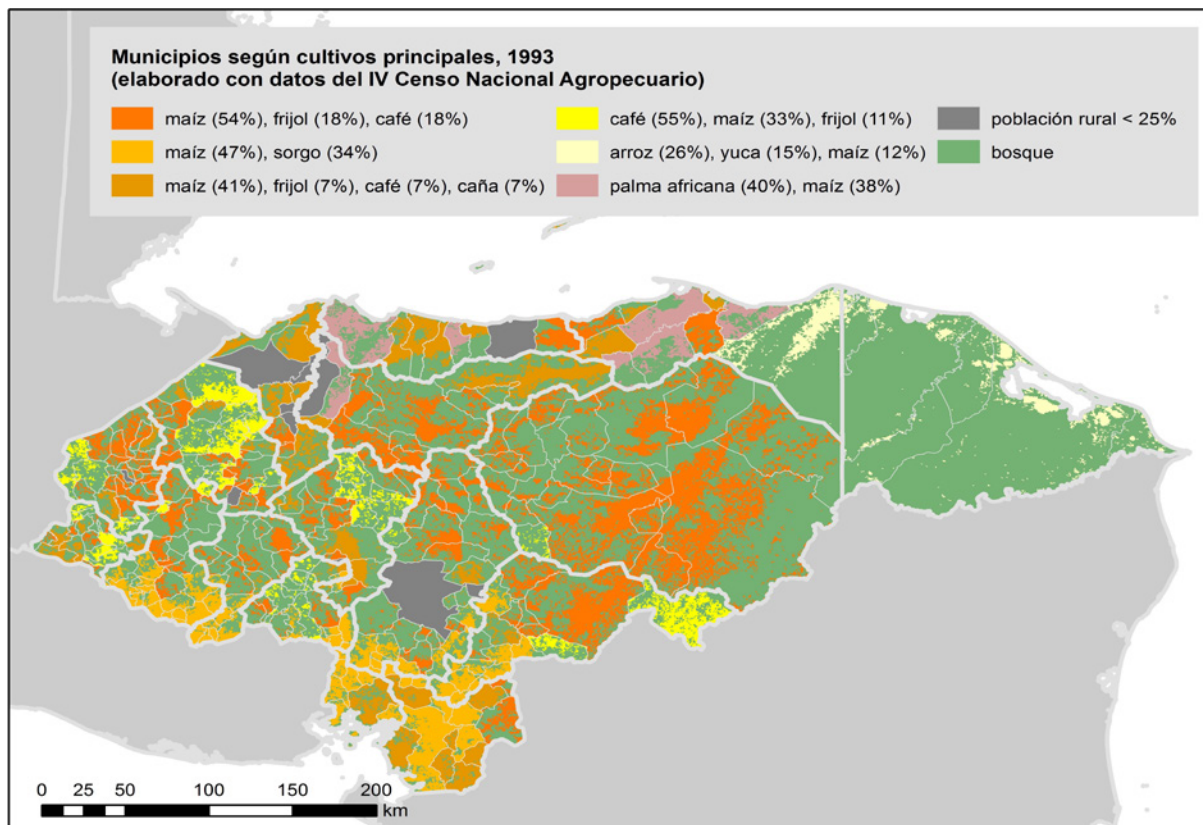 Municipios según cultivos principales, 1993
(elaborado con datos del IV Censo Nacional Agropecuario)
maíz (54%), frijol (18%), café (18%)
maíz (47%), sorgo (34%)
maíz (41%), frijol (7%), café (7%), caña (7%)
café (55%), maíz (33%), frijol (11%)
arroz (26%), yuca (15%), maíz (12%)
palma africana (40%), maíz (38%)
población rural < 25%
bosque
0 25 50 100 150 200
km